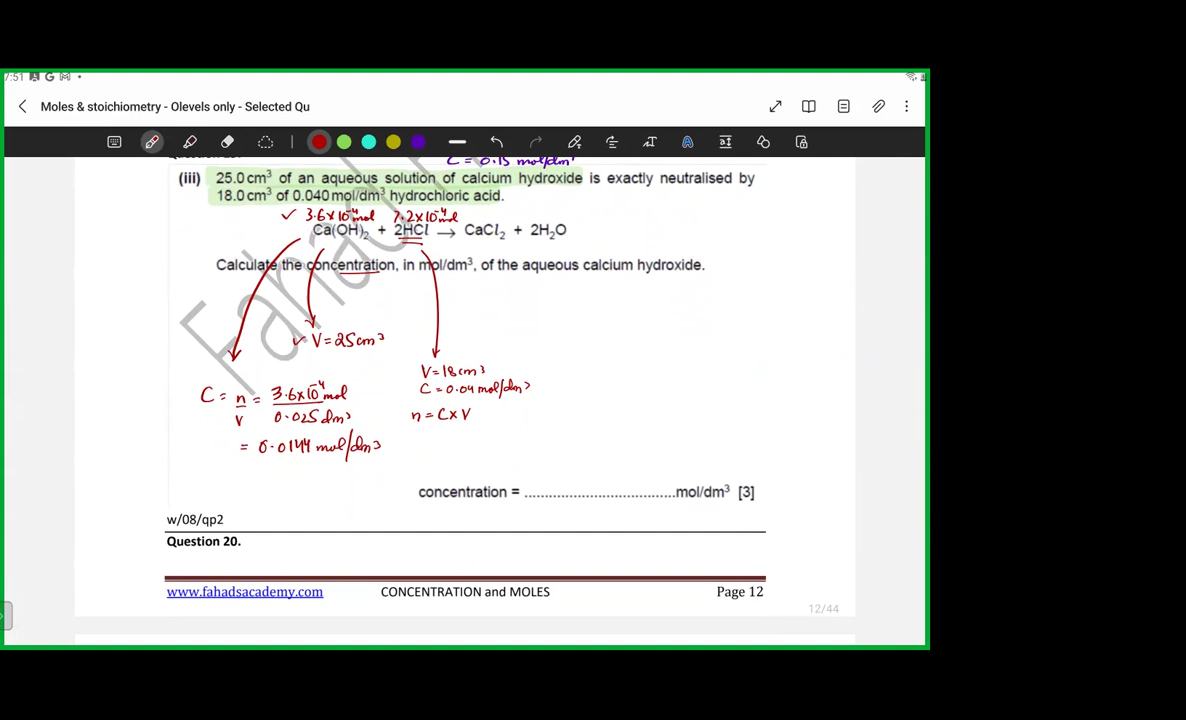 7:51
Moles & stoichiometry - Olevels only - Selected Qu
C = 0.15 mol/dm³
(iii) 25.0 cm³ of an aqueous solution of calcium hydroxide is exactly neutralised by
18.0 cm³ of 0.040 mol/dm³ hydrochloric acid.
✓ 3.6×10⁻⁴ mol 7.2×10⁻⁴ mol
Ca(OH)₂ + 2HCl → CaCl₂ + 2H₂O
Calculate the concentration, in mol/dm³, of the aqueous calcium hydroxide.
✓ V = 25cm³
V = 18cm³
C = 0.04 mol/dm³
n = C × V
C = n/V = 3.6×10⁻⁴ mol / 0.025 dm³
= 0.0144 mol/dm³
concentration = ....................................mol/dm³ [3]
w/08/qp2
Question 20.
www.fahadsacademy.com CONCENTRATION and MOLES Page 12
12/44